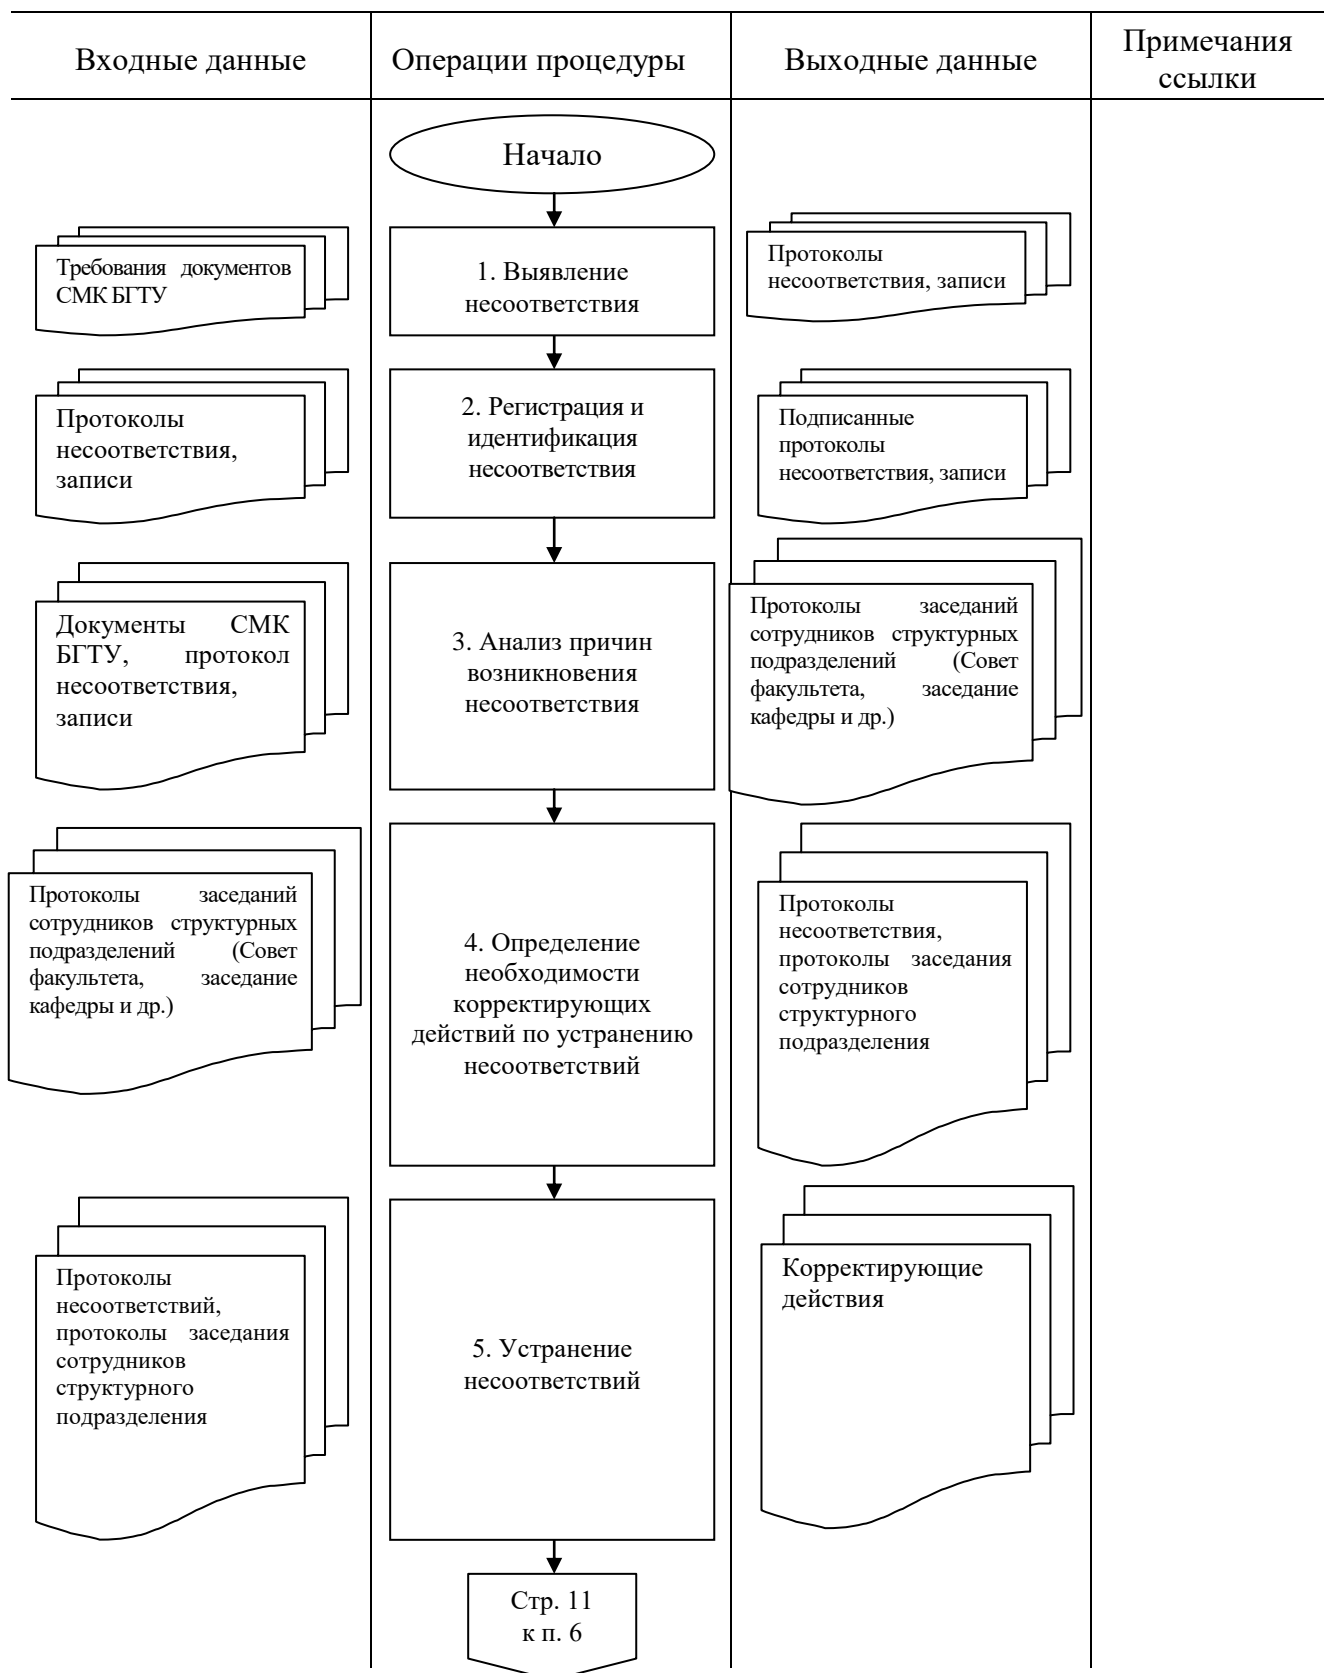 Входные данные
Операции процедуры
Выходные данные
Примечания
ссылки
Начало
Требования документов
СМК БГТУ
1. Выявление
несоответствия
Протоколы
несоответствия, записи
Протоколы
несоответствия,
записи
2. Регистрация и
идентификация
несоответствия
Подписанные
протоколы
несоответствия, записи
Документы СМК
БГТУ, протокол
несоответствия,
записи
3. Анализ причин
возникновения
несоответствия
Протоколы заседаний
сотрудников структурных
подразделений (Совет
факультета, заседание
кафедры и др.)
Протоколы заседаний
сотрудников структурных
подразделений (Совет
факультета, заседание
кафедры и др.)
4. Определение
необходимости
корректирующих
действий по устранению
несоответствий
Протоколы
несоответствия,
протоколы заседания
сотрудников
структурного
подразделения
Протоколы
несоответствий,
протоколы заседания
сотрудников
структурного
подразделения
5. Устранение
несоответствий
Корректирующие
действия
Стр. 11
к п. 6